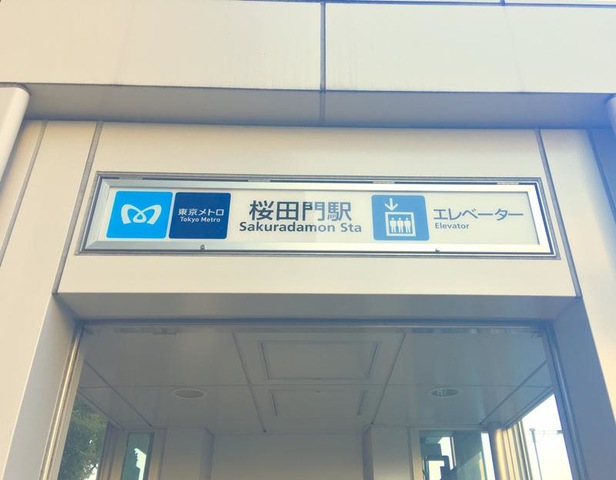 東京メトロ
Tokyo Metro
桜田門駅
Sakuradamon Sta
エレベーター
Elevator